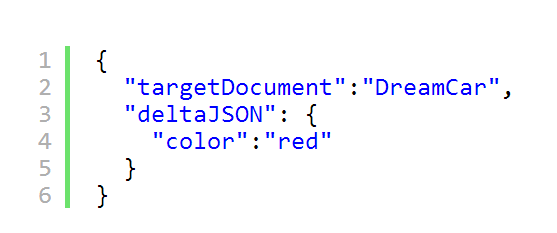 1 {
2   "targetDocument":"DreamCar",
3   "deltaJSON": {
4     "color":"red"
5   }
6 }